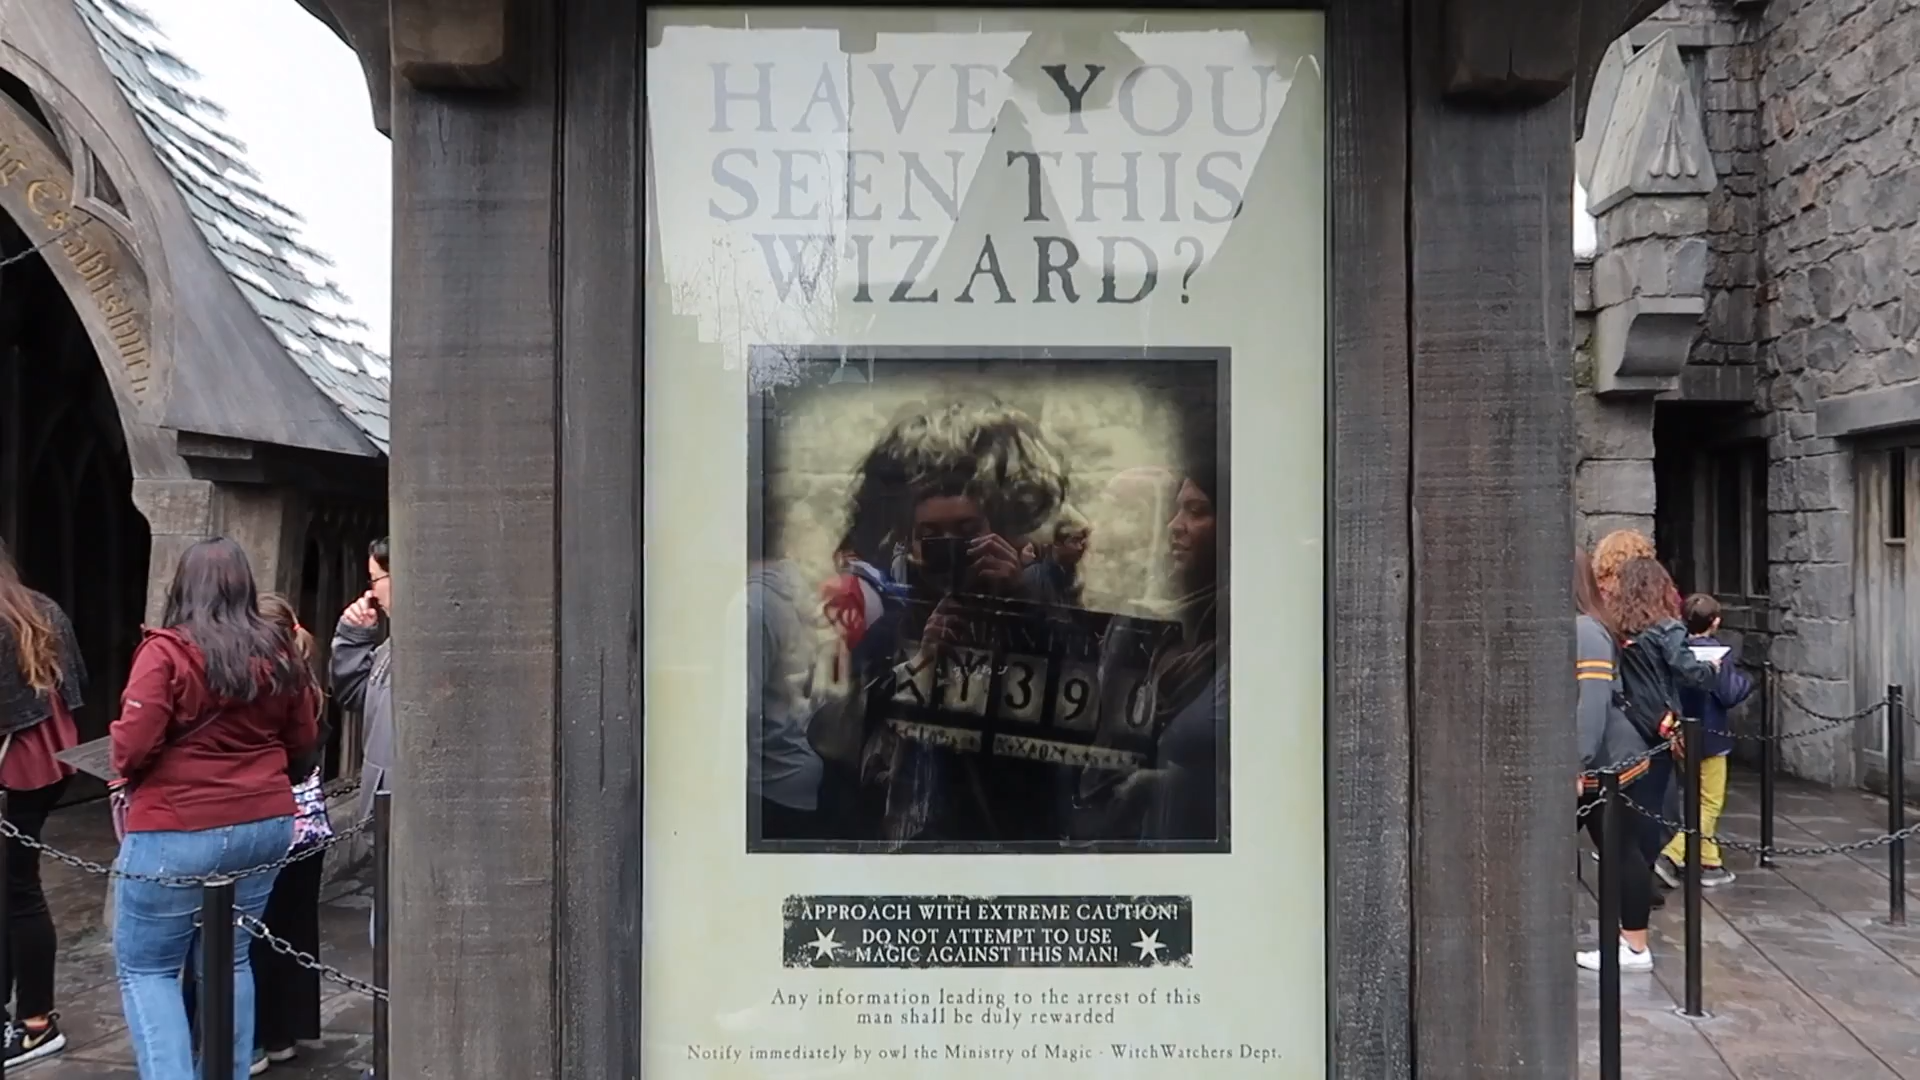 HAVE YOU
SEEN THIS
WIZARD?
390
APPROACH WITH EXTREME CAUTION!
DO NOT ATTEMPT TO USE
MAGIC AGAINST THIS MAN!
Any information leading to the arrest of this
man shall be duly rewarded
Notify immediately by owl the Ministry of Magic - WitchWatchers Dept.